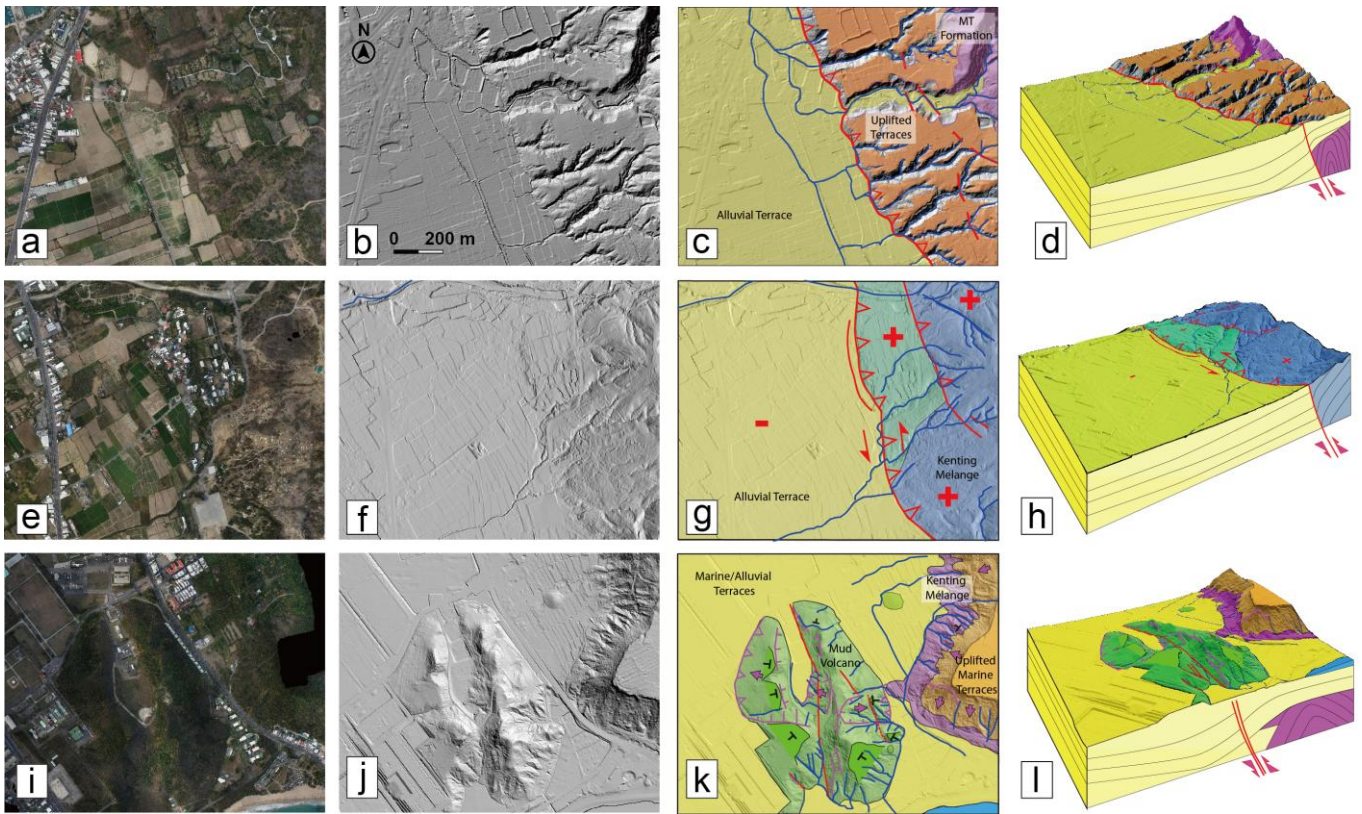 a
b
N
0 200 m
c
MT
Formation
Uplifted
Terraces
Alluvial Terrace
d
e
f
g
+
+
-
Kenting
Melange
+
Alluvial Terrace
h
-
+
i
j
k
Marine/Alluvial
Terraces
Kenting
Mélange
Mud
Volcano
Uplifted
Marine
Terraces
l